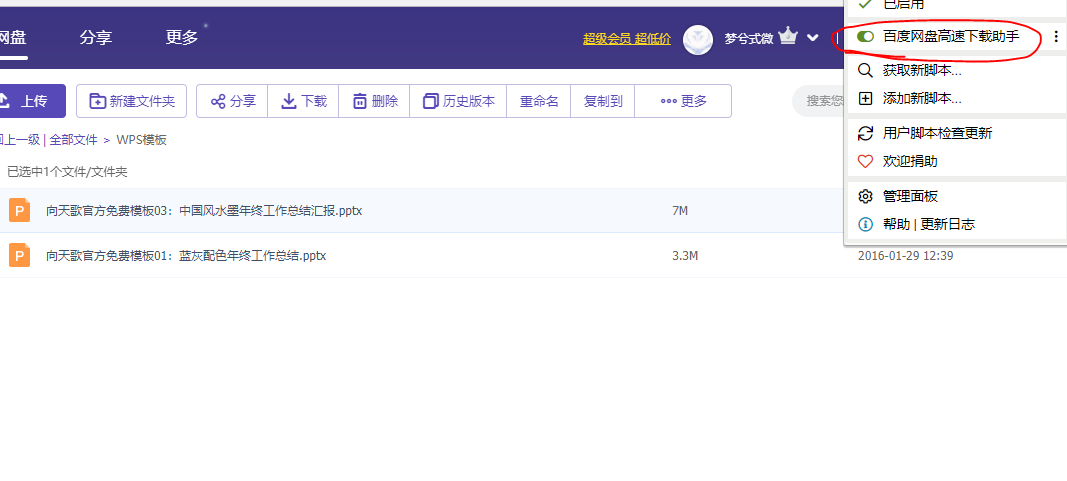 已启用
网盘 分享 更多 超级会员 超低价 梦兮式微
百度网盘高速下载助手
获取新脚本...
上传 新建文件夹 分享 下载 删除 历史版本 重命名 复制到 更多 搜索您
添加新脚本...
用户脚本检查更新
回上一级 | 全部文件 > WPS模板
欢迎捐助
已选中1个文件/文件夹
管理面板
P 向天歌官方免费模板03:中国风水墨年终工作总结汇报.pptx 7M
帮助 | 更新日志
P 向天歌官方免费模板01:蓝灰配色年终工作总结.pptx 3.3M 2016-01-29 12:39